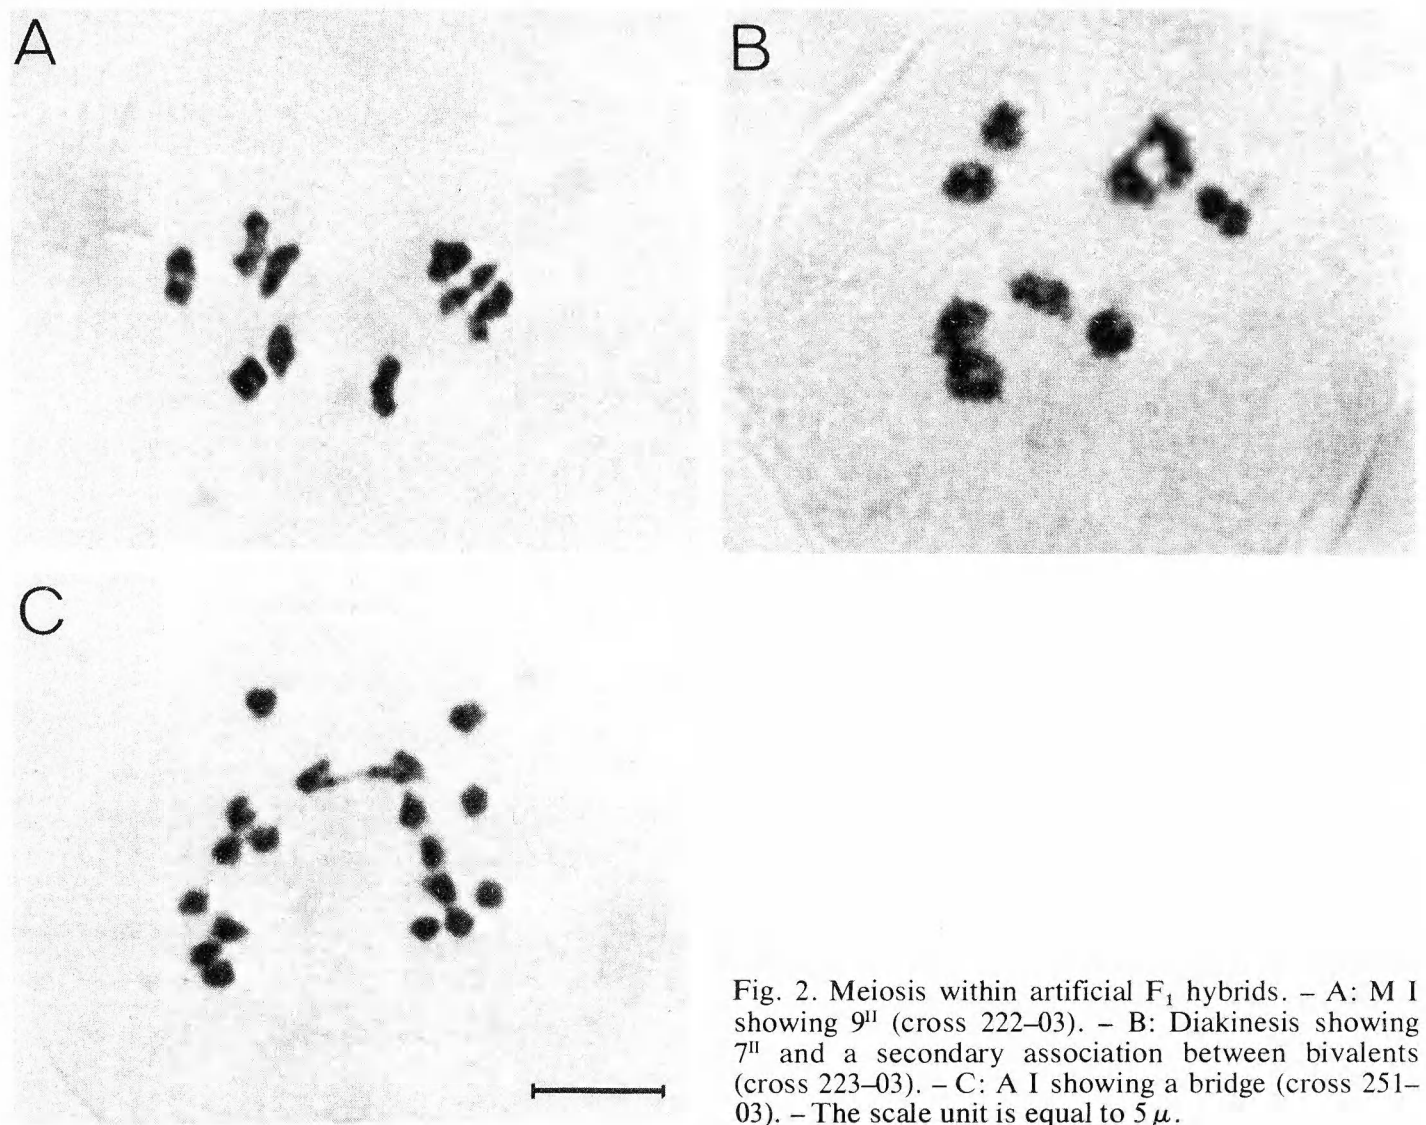 A
B
C
Fig. 2. Meiosis within artificial F₁ hybrids. – A: M I
showing 9ᴵᴵ (cross 222–03). – B: Diakinesis showing
7ᴵᴵ and a secondary association between bivalents
(cross 223–03). – C: A I showing a bridge (cross 251–
03). – The scale unit is equal to 5 μ.